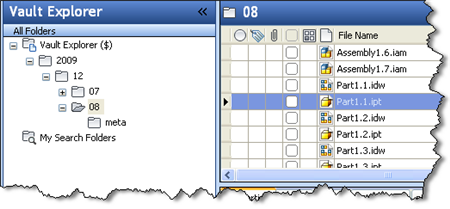 Vault Explorer «
All Folders
Vault Explorer ($)
2009
12
07
08
meta
My Search Folders
08
File Name
Assembly1.6.iam
Assembly1.7.iam
Part1.1.idw
Part1.1.ipt
Part1.2.idw
Part1.2.ipt
Part1.3.idw
Part1.3.ipt